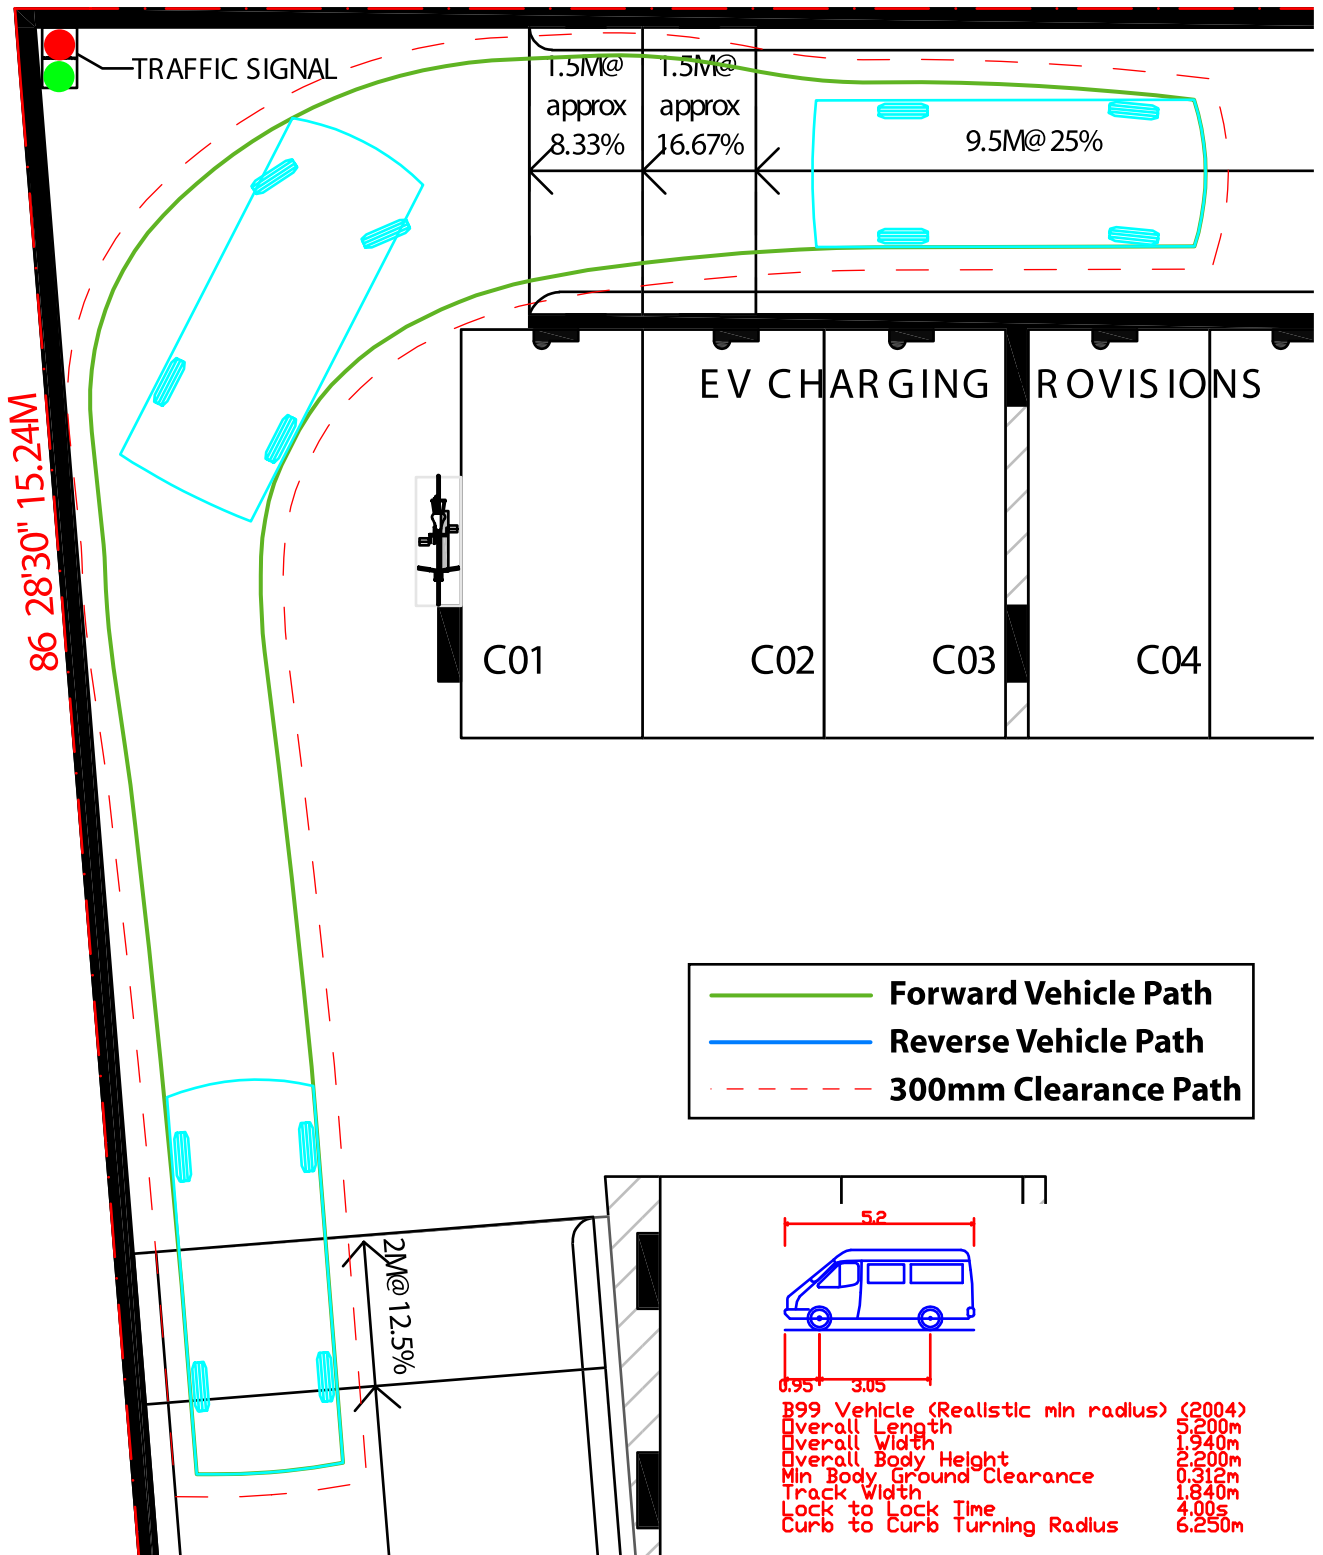 TRAFFIC SIGNAL
1.5M@
approx
8.33%
1.5M@
approx
16.67%
9.5M@25%
86 28'30" 15.24M
EV CHARGING ROVISIONS
C01
C02
C03
C04
Forward Vehicle Path
Reverse Vehicle Path
300mm Clearance Path
2M@12.5%
5.2
0.95
3.05
B99 Vehicle (Realistic min radius) (2004)
Overall Length 5.200m
Overall Width 1.940m
Overall Body Height 2.200m
Min Body Ground Clearance 0.312m
Track Width 1.840m
Lock to Lock Time 4.00s
Curb to Curb Turning Radius 6.250m